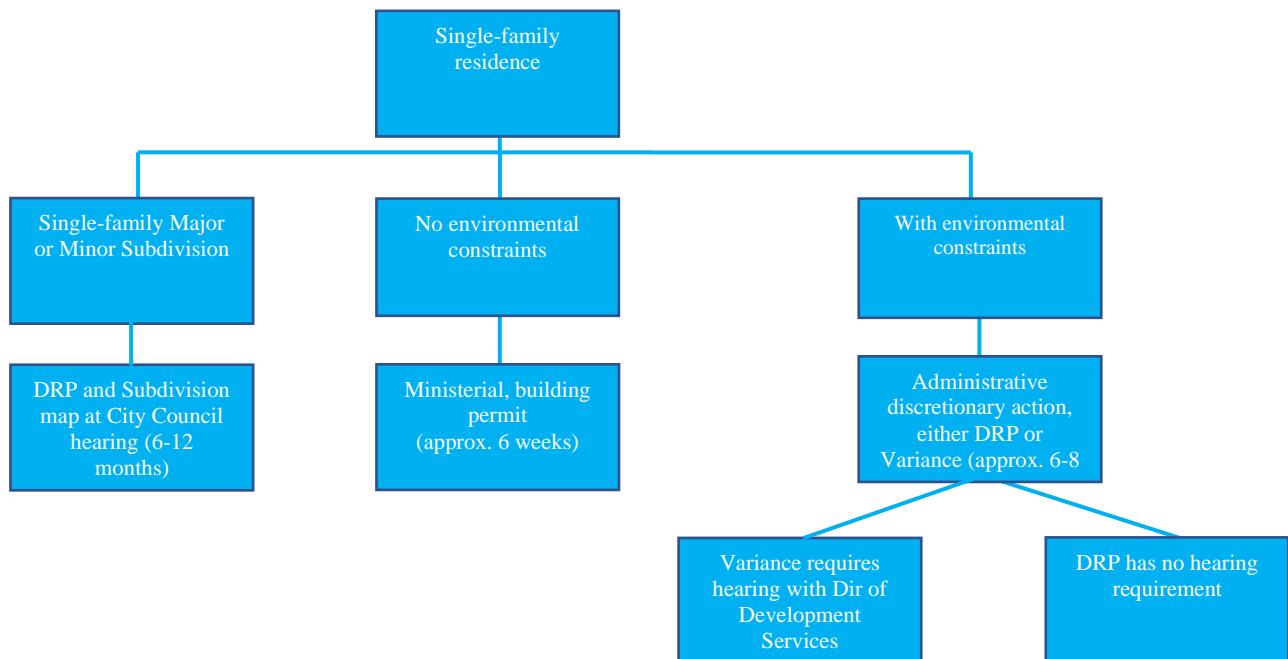 Single-family
residence
Single-family Major
or Minor Subdivision
No environmental
constraints
With environmental
constraints
DRP and Subdivision
map at City Council
hearing (6-12
months)
Ministerial, building
permit
(approx. 6 weeks)
Administrative
discretionary action,
either DRP or
Variance (approx. 6-8
Variance requires
hearing with Dir of
Development
Services
DRP has no hearing
requirement